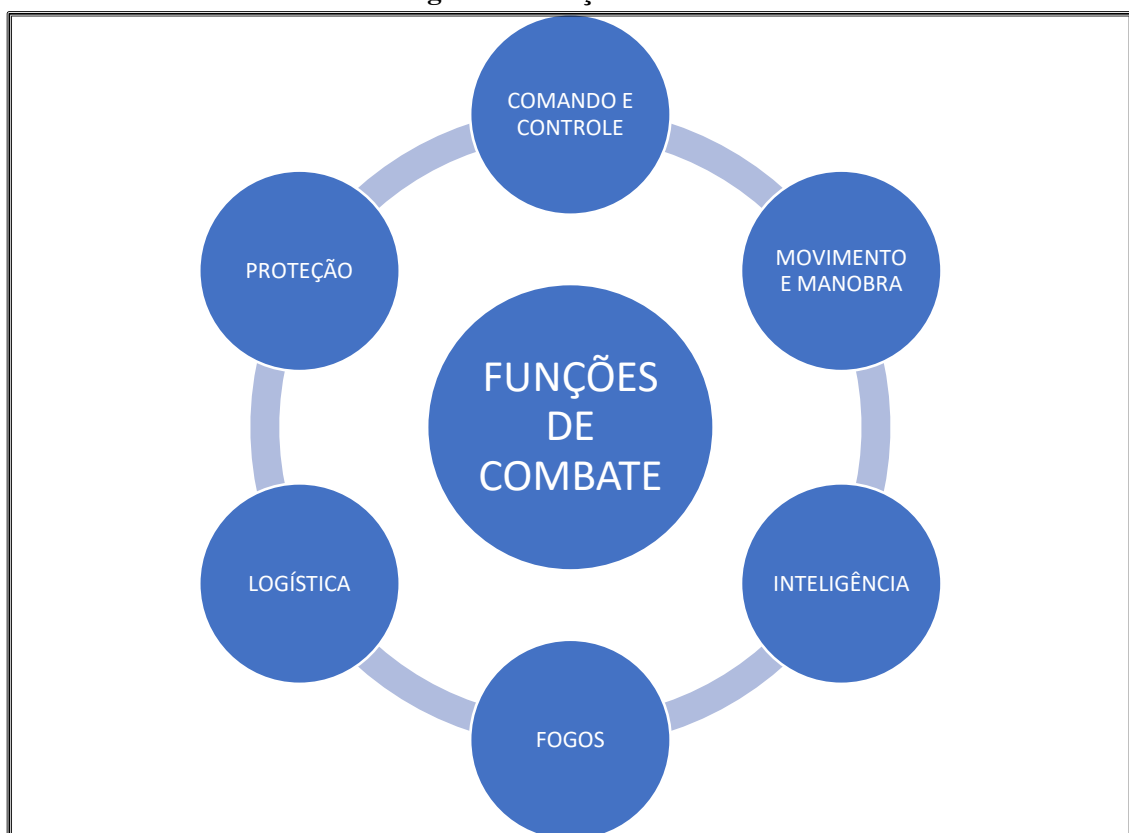 COMANDO E
CONTROLE
MOVIMENTO
E MANOBRA
INTELIGÊNCIA
FOGOS
LOGÍSTICA
PROTEÇÃO
FUNÇÕES
DE
COMBATE